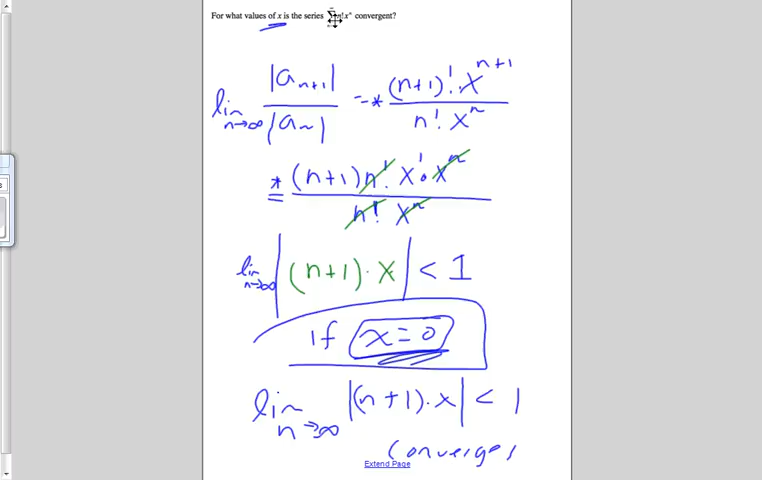 For what values of x is the series n!xⁿ convergent?
lim n→∞ |aₙ₊₁| / |aₙ| = * (n+1)! · xⁿ⁺¹ / n! · xⁿ
* = (n+1) n! x¹ · xⁿ / n! xⁿ
lim n→∞ |(n+1) · x| < 1
if x = 0
lim n→∞ |(n+1) · x| < 1
Converges
Extend Page